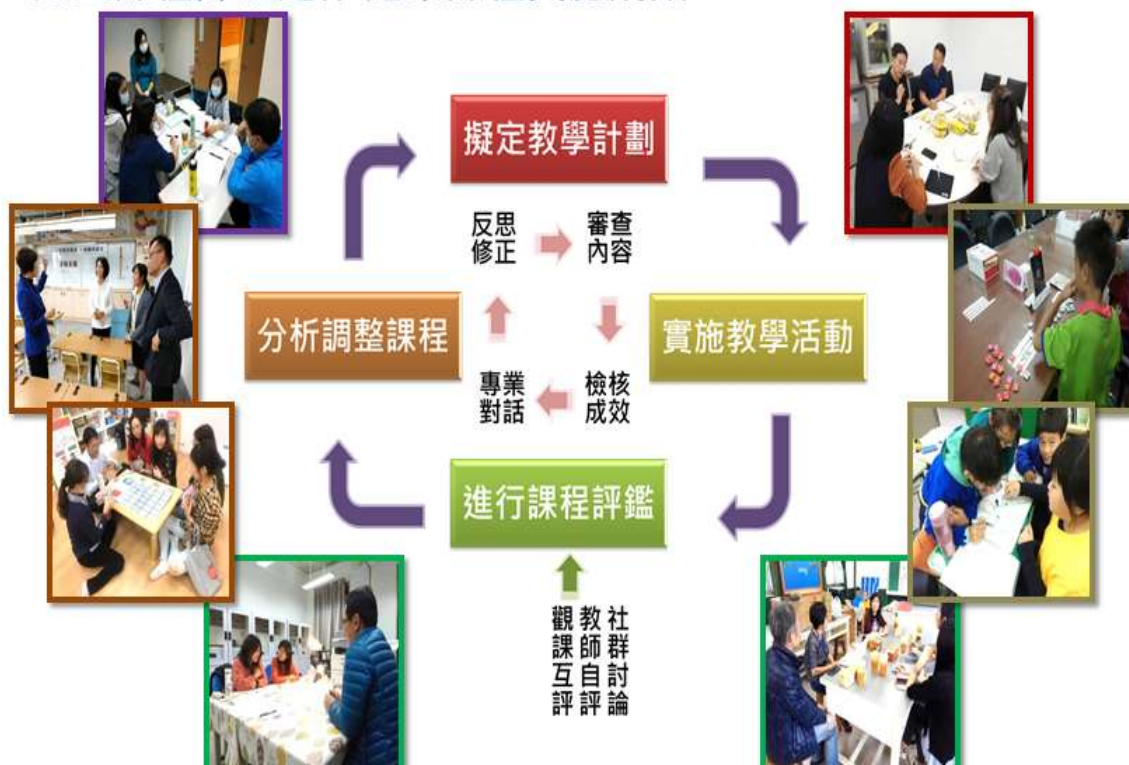 擬定教學計劃
反思
修正
審查
內容
分析調整課程
實施教學活動
專業
對話
檢核
成效
進行課程評鑑
觀課互評
教師自評
社群討論